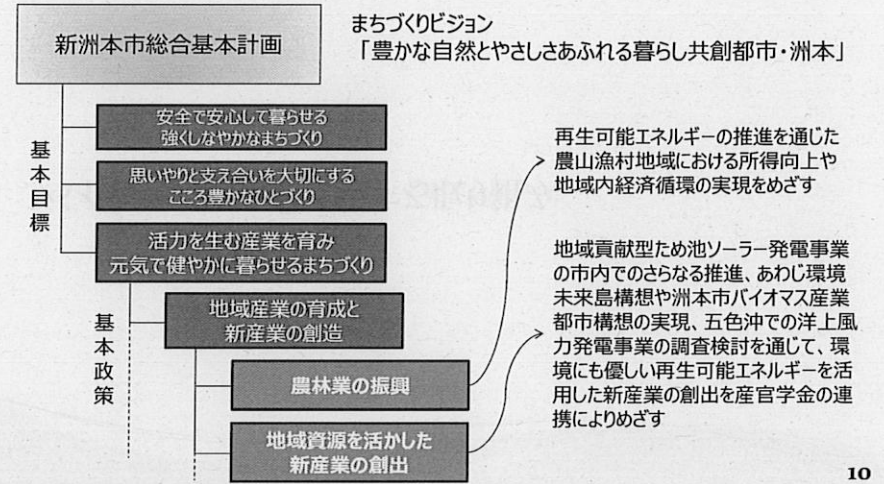 新洲本市総合基本計画
まちづくりビジョン
「豊かな自然とやさしさあふれる暮らし共創都市・洲本」
基本目標
安全で安心して暮らせる
強くしなやかなまちづくり
思いやりと支え合いを大切にする
こころ豊かなひとづくり
活力を生む産業を育み
元気で健やかに暮らせるまちづくり
基本政策
地域産業の育成と
新産業の創造
農林業の振興
地域資源を活かした
新産業の創出
再生可能エネルギーの推進を通じた
農山漁村地域における所得向上や
地域内経済循環の実現をめざす
地域貢献型ため池ソーラー発電事業
の市内でのさらなる推進、あわじ環境
未来島構想や洲本市バイオマス産業
都市構想の実現、五色沖での洋上風
力発電事業の調査検討を通じて、環
境にも優しい再生可能エネルギーを活
用した新産業の創出を産官学金の連
携によりめざす
10